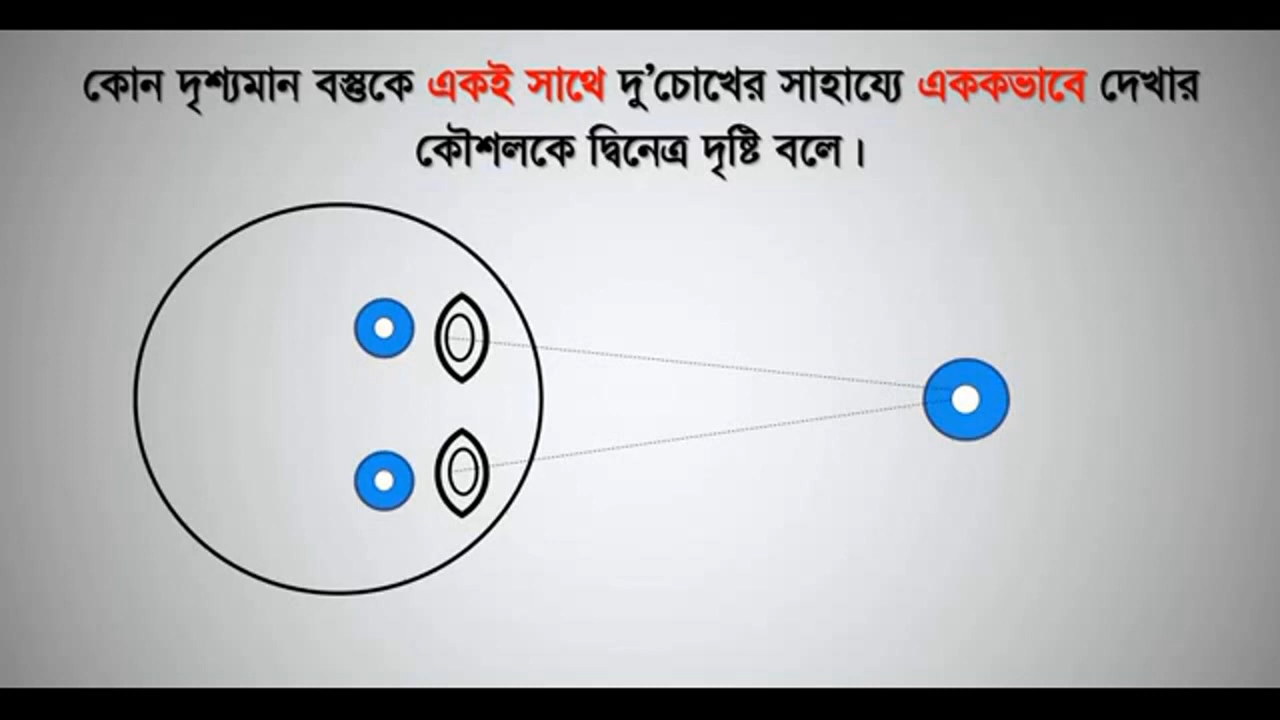 কোন দৃশ্যমান বস্তুকে একই সাথে দু'চোখের সাহায্যে এককভাবে দেখার
কৌশলকে দ্বিনেত্র দৃষ্টি বলে।